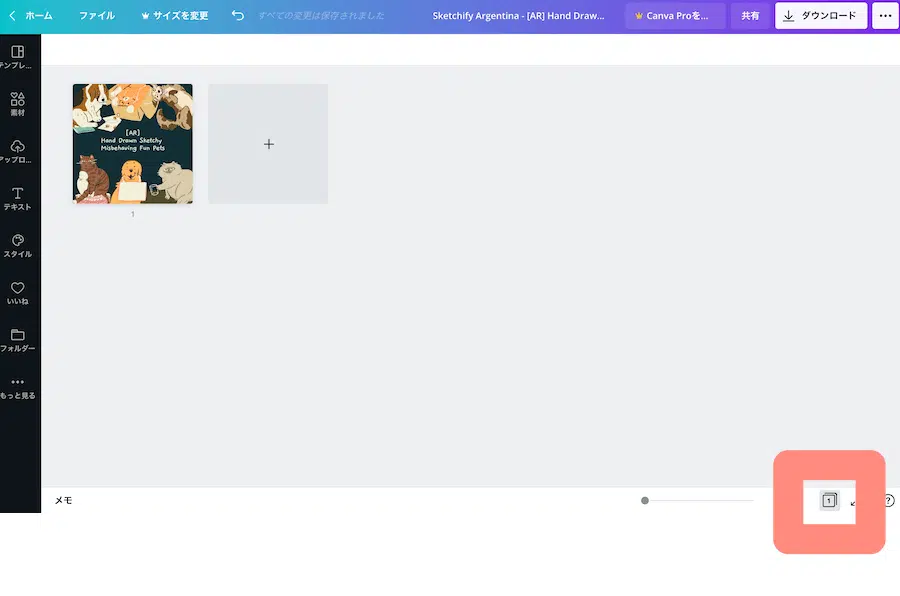 ホーム ファイル サイズを変更 すべての変更は保存されました Sketchify Argentina - [AR] Hand Draw... Canva Proを... 共有 ダウンロード
テンプレ...
素材
アップロ...
テキスト
スタイル
いいね
フォルダー
もっと見る
[AR]
Hand Drawn Sketchy
Misbehaving Fun Pets
1
メモ
1
?